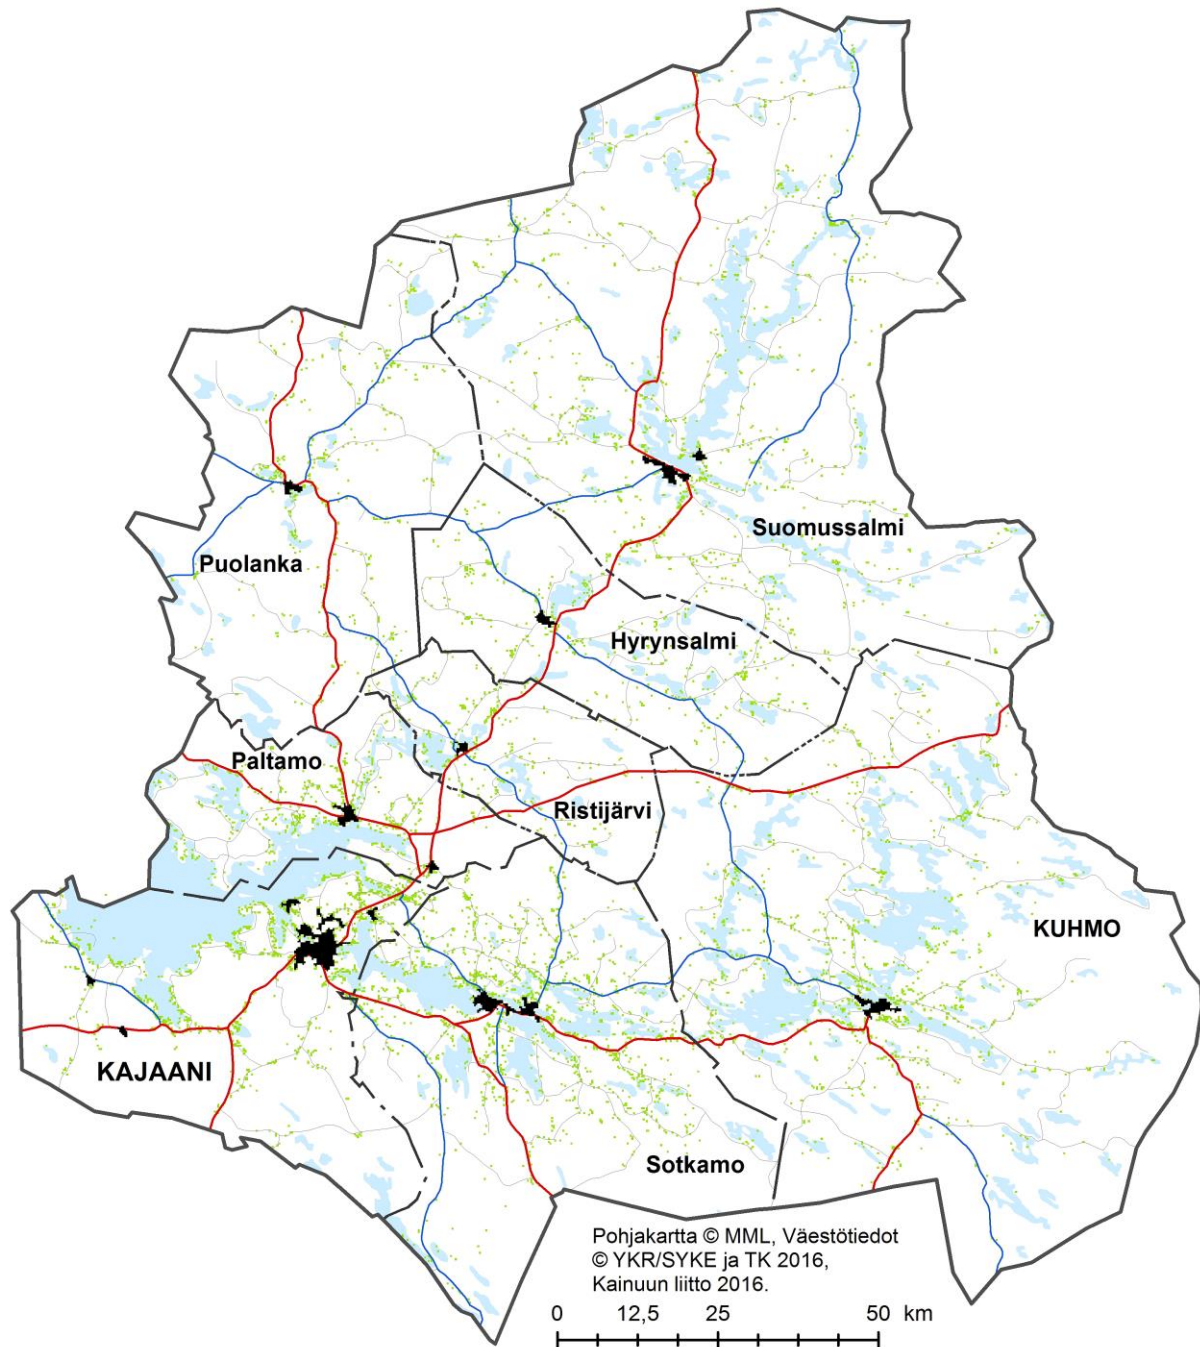 Suomussalmi
Puolanka
Hyrynsalmi
Paltamo
Ristijärvi
KUHMO
KAJAANI
Sotkamo
Pohjakartta © MML, Väestötiedot
© YKR/SYKE ja TK 2016,
Kainuun liitto 2016.
0 12,5 25 50 km